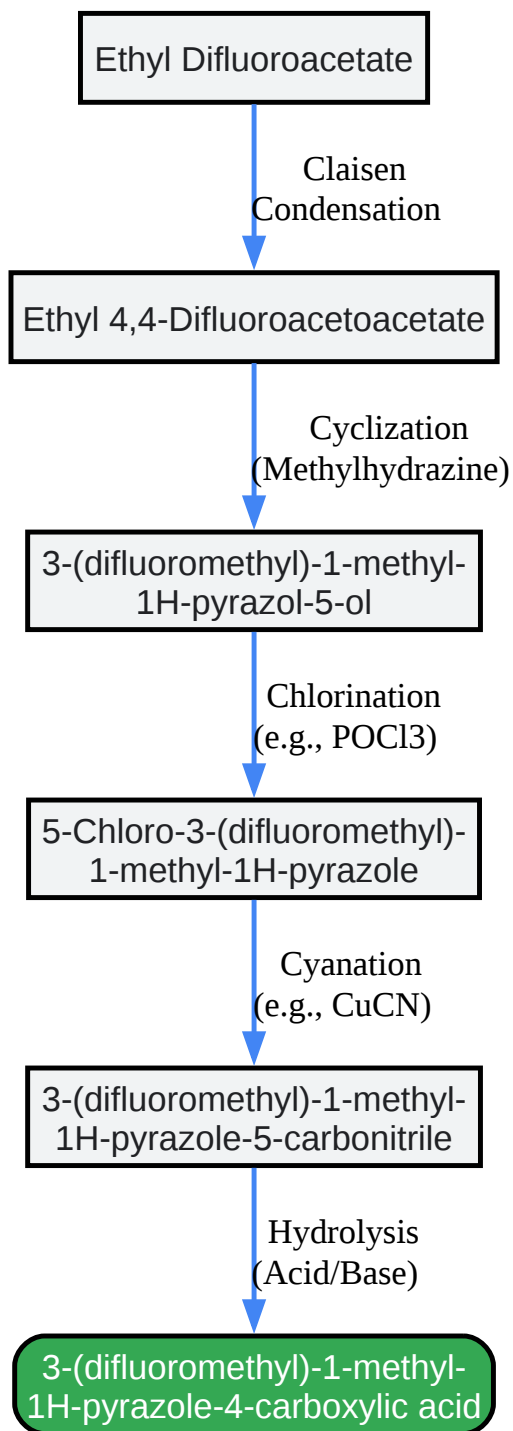 Ethyl Difluoroacetate
Claisen
Condensation
Ethyl 4,4-Difluoroacetoacetate
Cyclization
(Methylhydrazine)
3-(difluoromethyl)-1-methyl-
1H-pyrazol-5-ol
Chlorination
(e.g., POCl3)
5-Chloro-3-(difluoromethyl)-
1-methyl-1H-pyrazole
Cyanation
(e.g., CuCN)
3-(difluoromethyl)-1-methyl-
1H-pyrazole-5-carbonitrile
Hydrolysis
(Acid/Base)
3-(difluoromethyl)-1-methyl-
1H-pyrazole-4-carboxylic acid